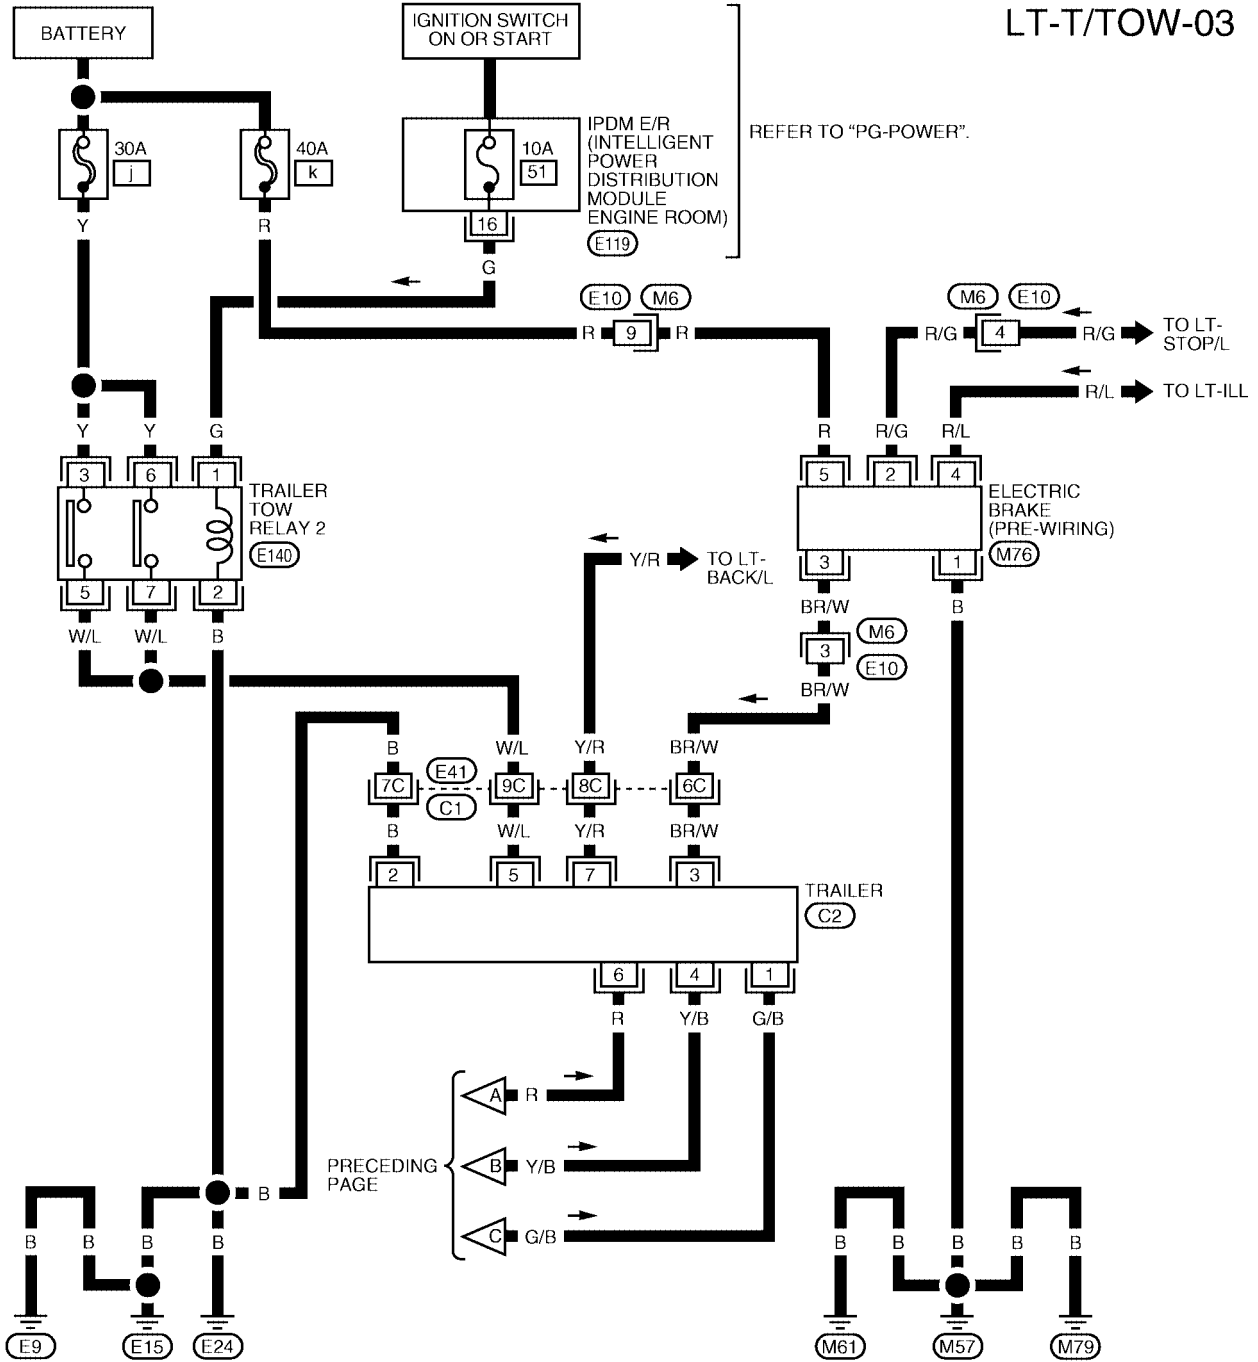 LT-T/TOW-03
BATTERY
IGNITION SWITCH
ON OR START
30A
j
40A
k
10A
51
IPDM E/R
(INTELLIGENT
POWER
DISTRIBUTION
MODULE
ENGINE ROOM)
E119
REFER TO “PG-POWER”.
16
Y
R
G
E10
M6
R
9
R
M6
E10
R/G
4
R/G
TO LT-
STOP/L
R/L
TO LT-ILL
Y
Y
G
R
R/G
R/L
3
6
1
5
2
4
TRAILER
TOW
RELAY 2
E140
ELECTRIC
BRAKE
(PRE-WIRING)
M76
Y/R
TO LT-
BACK/L
5
7
2
3
1
W/L
W/L
B
BR/W
B
M6
3
E10
BR/W
B
W/L
Y/R
BR/W
7C
E41
C1
9C
8C
6C
B
W/L
Y/R
BR/W
2
5
7
3
TRAILER
C2
6
4
1
R
Y/B
G/B
PRECEDING
PAGE
A
R
B
Y/B
C
G/B
B
B
B
B
B
B
B
B
B
B
E9
E15
E24
M61
M57
M79